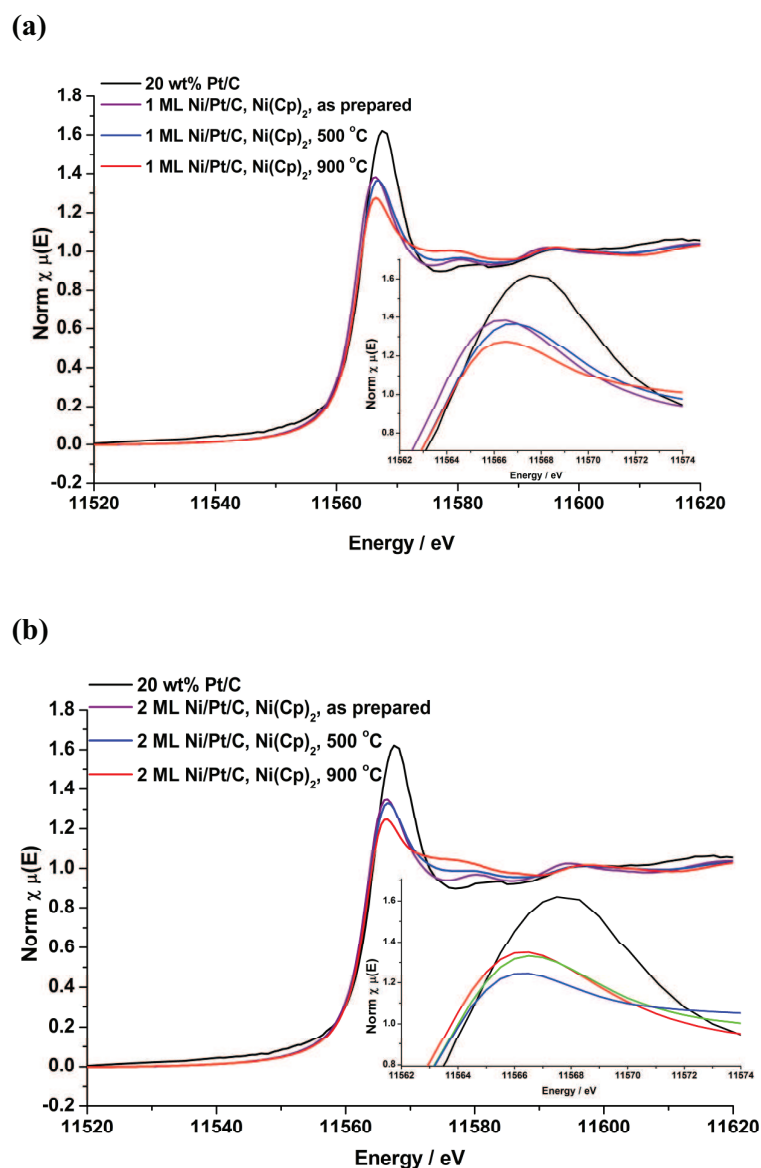 (a)
20 wt% Pt/C
1 ML Ni/Pt/C, Ni(Cp)₂, as prepared
1 ML Ni/Pt/C, Ni(Cp)₂, 500 °C
1 ML Ni/Pt/C, Ni(Cp)₂, 900 °C
1.8
1.6
1.4
1.2
1.0
0.8
0.6
0.4
0.2
0.0
-0.2
Norm χ μ(E)
11520 11540 11560 11580 11600 11620
Energy / eV
1.6
1.4
1.2
1.0
0.8
Norm χ μ(E)
11562 11564 11566 11568 11570 11572 11574
Energy / eV
(b)
20 wt% Pt/C
2 ML Ni/Pt/C, Ni(Cp)₂, as prepared
2 ML Ni/Pt/C, Ni(Cp)₂, 500 °C
2 ML Ni/Pt/C, Ni(Cp)₂, 900 °C
1.8
1.6
1.4
1.2
1.0
0.8
0.6
0.4
0.2
0.0
-0.2
Norm χ μ(E)
11520 11540 11560 11580 11600 11620
Energy / eV
1.6
1.4
1.2
1.0
0.8
Norm χ μ(E)
11562 11564 11566 11568 11570 11572 11574
Energy / eV